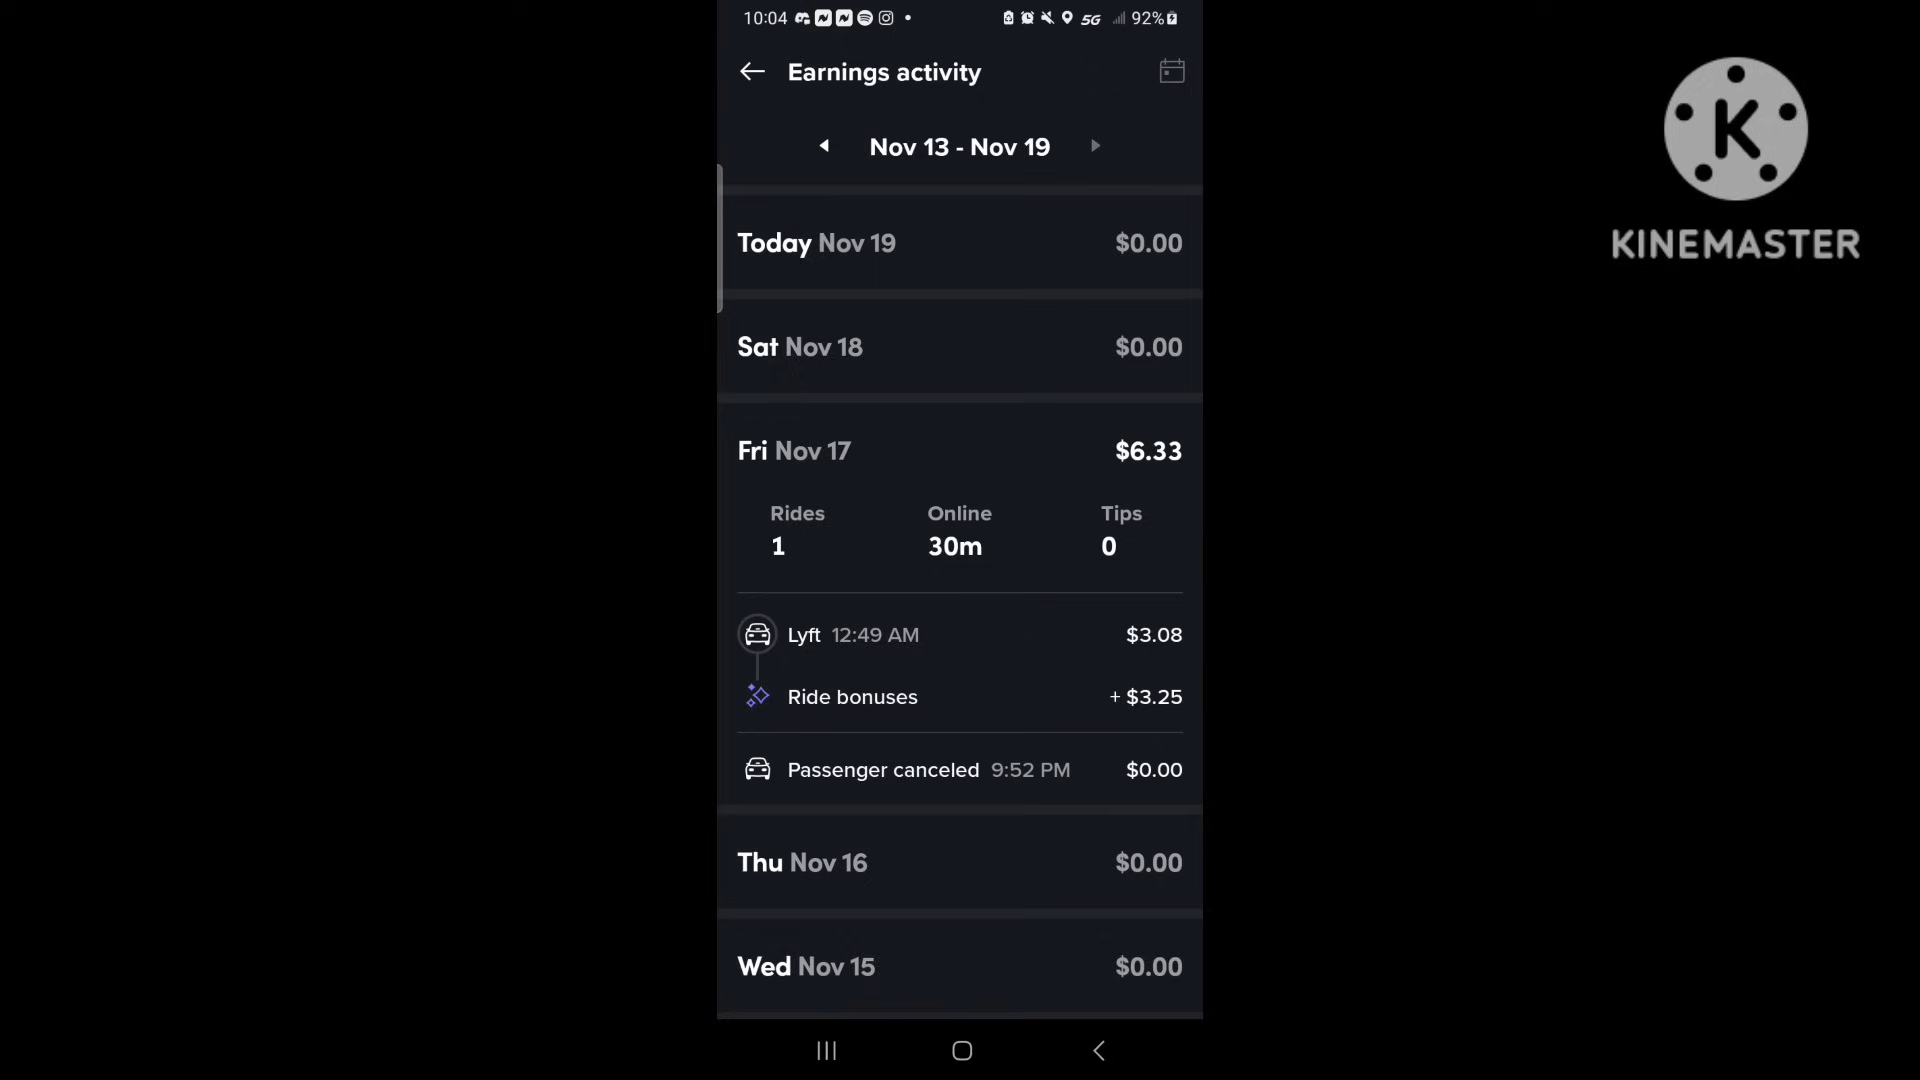 10:04 5G 92%
Earnings activity
Nov 13 - Nov 19
Today Nov 19 $0.00
Sat Nov 18 $0.00
Fri Nov 17 $6.33
Rides Online Tips
1 30m 0
Lyft 12:49 AM $3.08
Ride bonuses + $3.25
Passenger canceled 9:52 PM $0.00
Thu Nov 16 $0.00
Wed Nov 15 $0.00
K
KINEMASTER